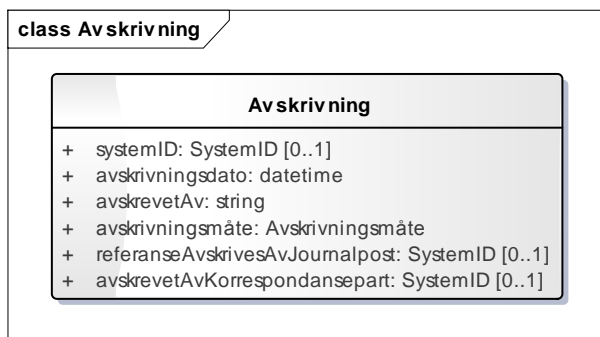 class Avskrivning
Avskrivning
+ systemID: SystemID [0..1]
+ avskrivningsdato: datetime
+ avskrevetAv: string
+ avskrivningsmåte: Avskrivningsmåte
+ referanseAvskrivesAvJournalpost: SystemID [0..1]
+ avskrevetAvKorrespondansepart: SystemID [0..1]